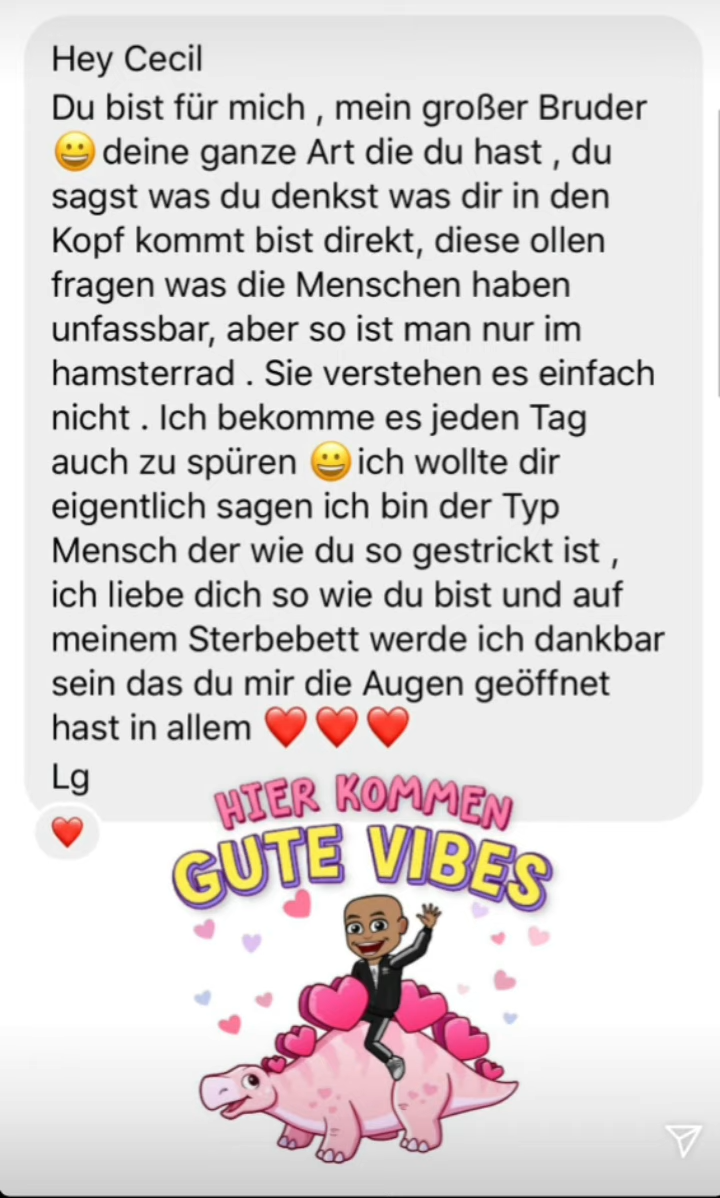 Hey Cecil
Du bist für mich , mein großer Bruder
😀 deine ganze Art die du hast , du
sagst was du denkst was dir in den
Kopf kommt bist direkt, diese ollen
fragen was die Menschen haben
unfassbar, aber so ist man nur im
hamsterrad . Sie verstehen es einfach
nicht . Ich bekomme es jeden Tag
auch zu spüren 😀 ich wollte dir
eigentlich sagen ich bin der Typ
Mensch der wie du so gestrickt ist ,
ich liebe dich so wie du bist und auf
meinem Sterbebett werde ich dankbar
sein das du mir die Augen geöffnet
hast in allem ❤️❤️❤️
Lg
HIER KOMMEN
GUTE VIBES